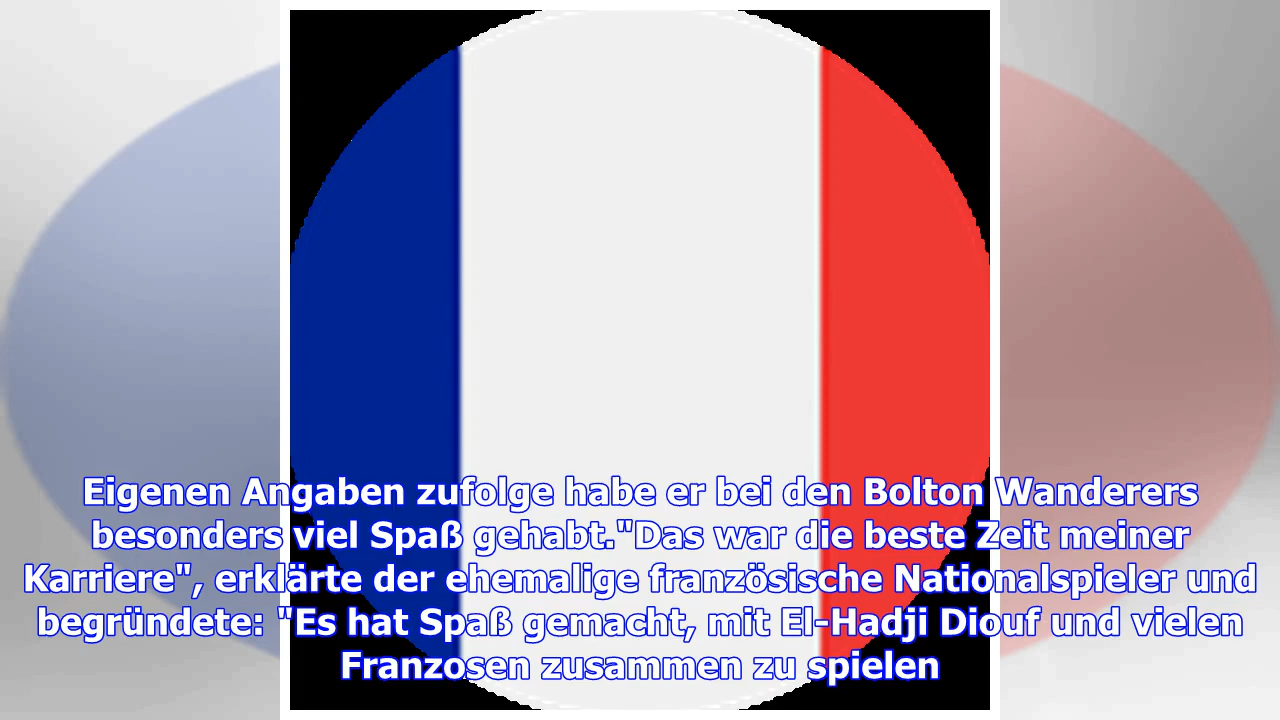 Eigenen Angaben zufolge habe er bei den Bolton Wanderers
besonders viel Spaß gehabt."Das war die beste Zeit meiner
Karriere", erklärte der ehemalige französische Nationalspieler und
begründete: "Es hat Spaß gemacht, mit El-Hadji Diouf und vielen
Franzosen zusammen zu spielen